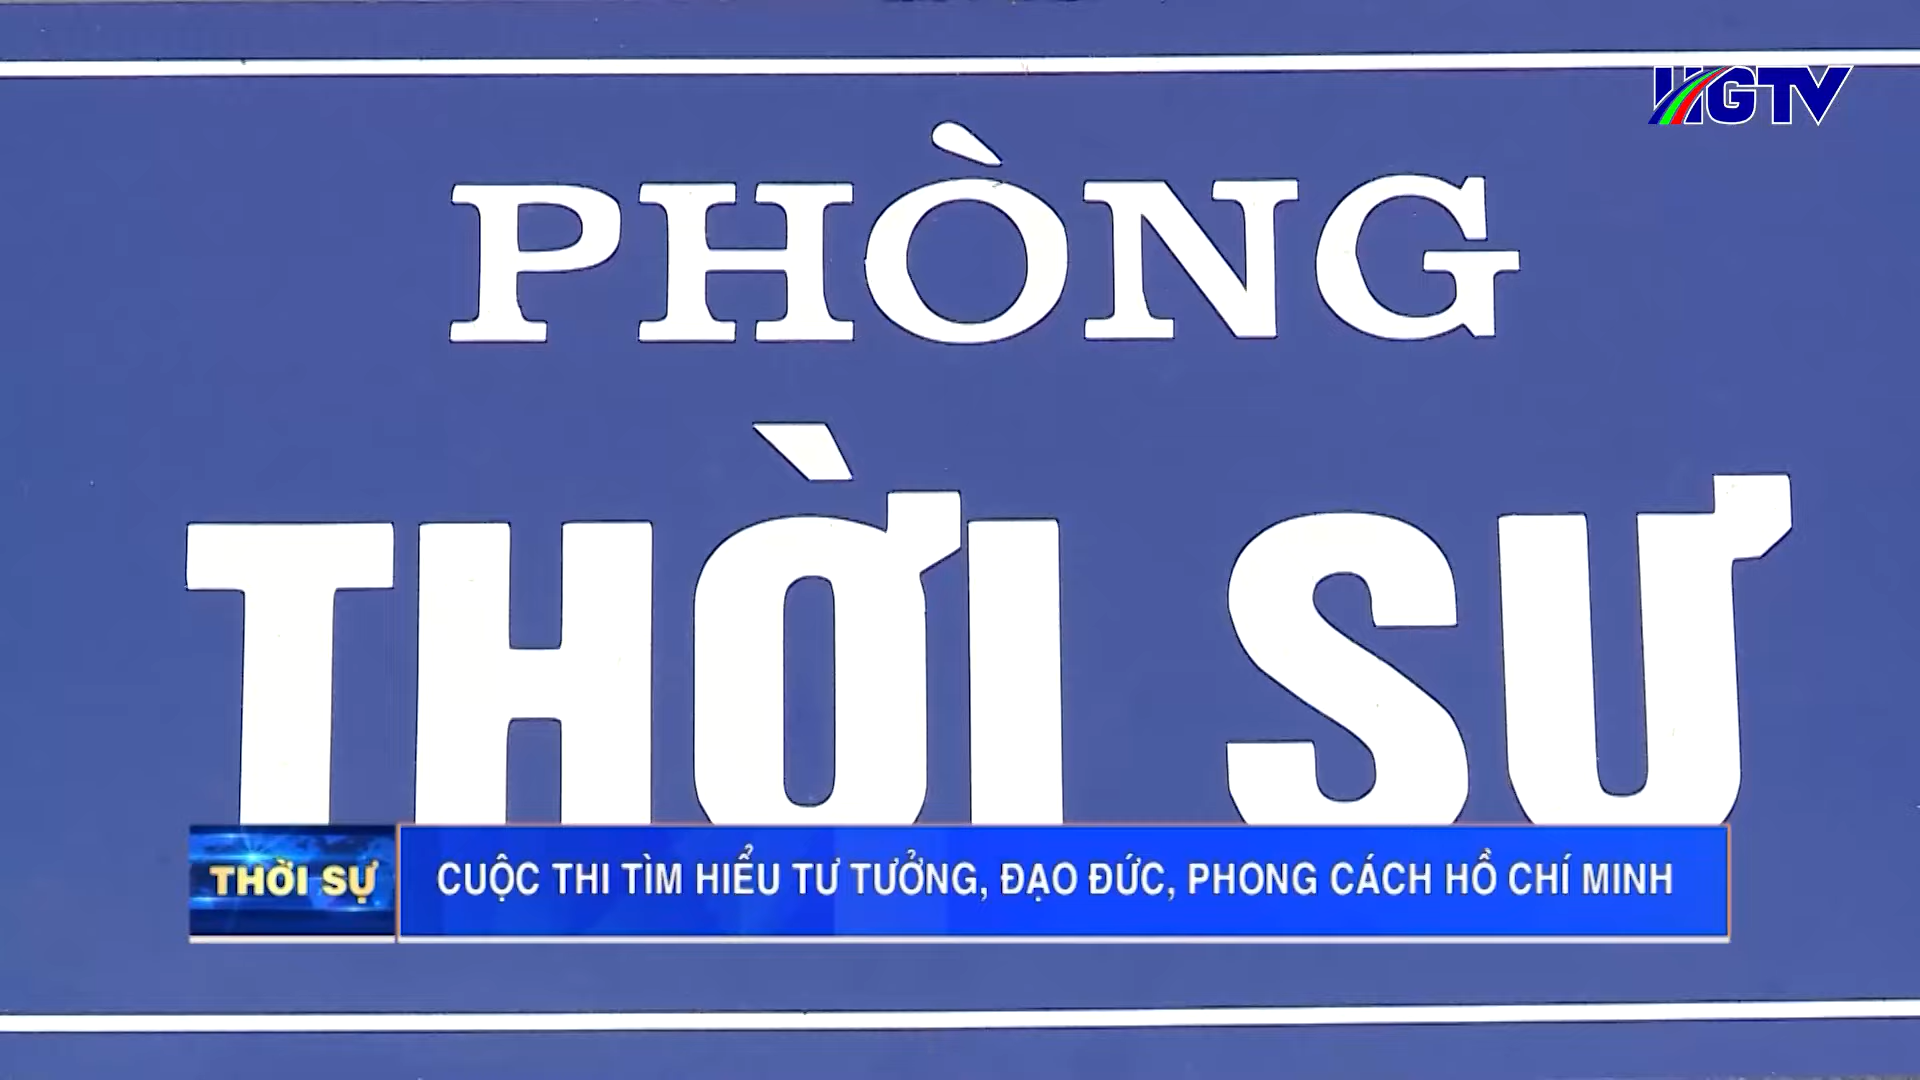 HGTV
PHÒNG
THỜI SỰ
THỜI SỰ
CUỘC THI TÌM HIỂU TƯ TƯỞNG, ĐẠO ĐỨC, PHONG CÁCH HỒ CHÍ MINH